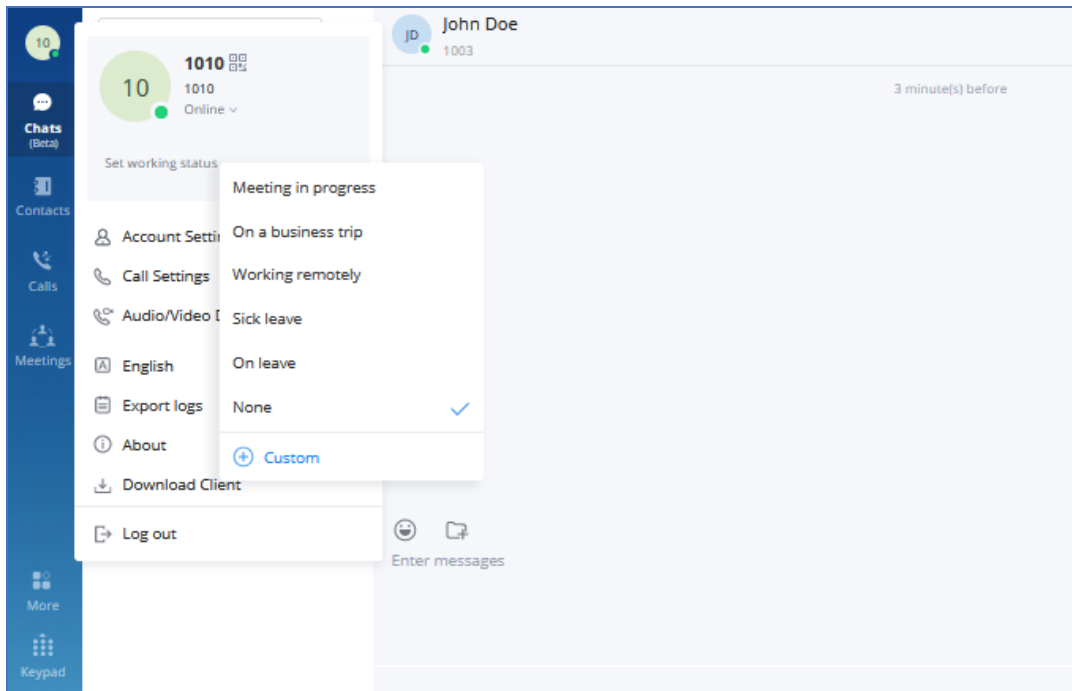 10
Chats
(Beta)
Contacts
Calls
Meetings
More
Keypad
10
1010
1010
Online
Set working status
Account Setti
Call Settings
Audio/Video D
English
Export logs
About
Download Client
Log out
Meeting in progress
On a business trip
Working remotely
Sick leave
On leave
None
Custom
JD
John Doe
1003
3 minute(s) before
Enter messages